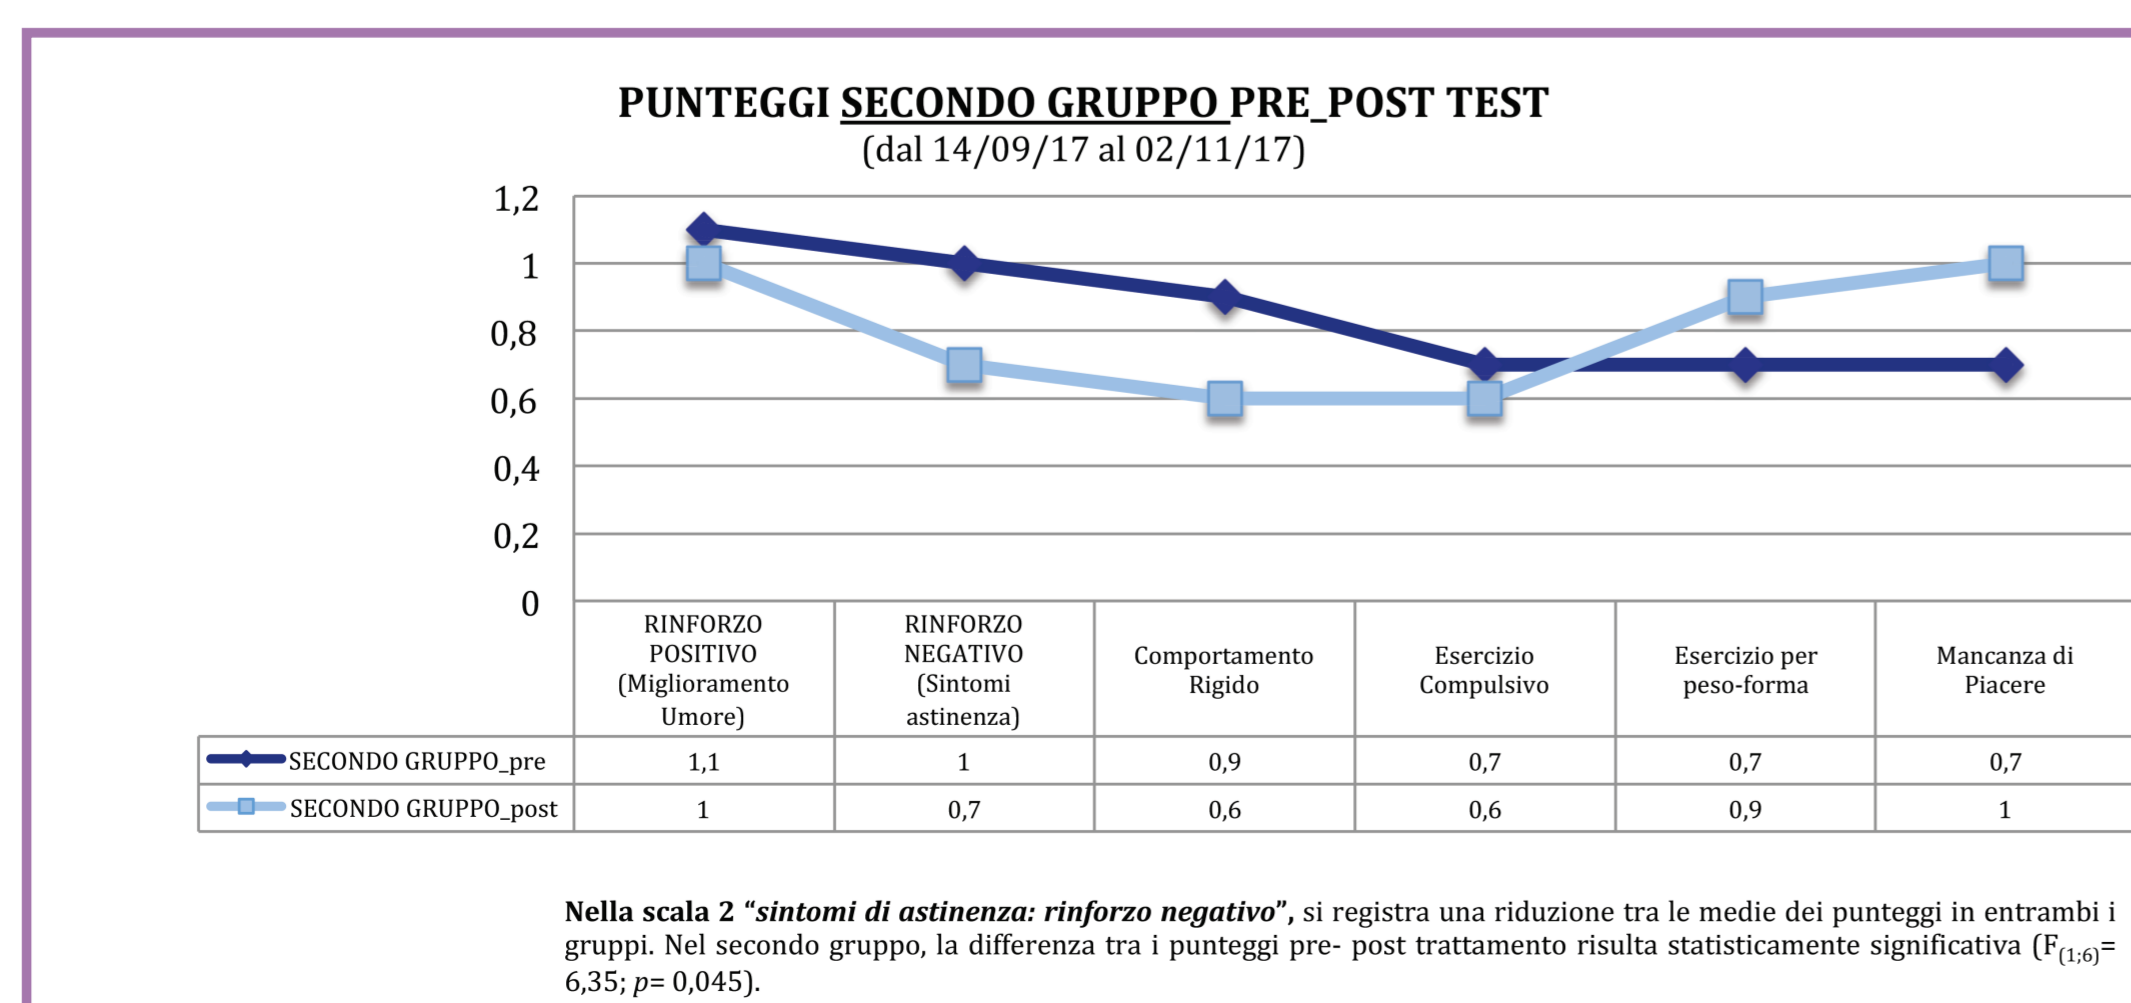 PUNTEGGI SECONDO GRUPPO PRE_POST TEST
(dal 14/09/17 al 02/11/17)
1,2
1
0,8
0,6
0,4
0,2
0
RINFORZO
POSITIVO
(Miglioramento
Umore)
RINFORZO
NEGATIVO
(Sintomi
astinenza)
Comportamento
Rigido
Esercizio
Compulsivo
Esercizio per
peso-forma
Mancanza di
Piacere
SECONDO GRUPPO_pre 1,1 1 0,9 0,7 0,7 0,7
SECONDO GRUPPO_post 1 0,7 0,6 0,6 0,9 1
Nella scala 2 “sintomi di astinenza: rinforzo negativo”, si registra una riduzione tra le medie dei punteggi in entrambi i
gruppi. Nel secondo gruppo, la differenza tra i punteggi pre- post trattamento risulta statisticamente significativa (F(1;6)=
6,35; p= 0,045).